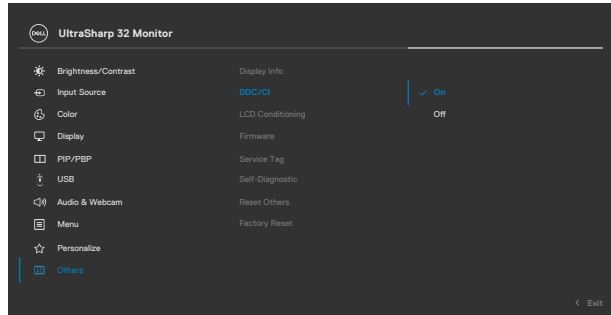 DELL UltraSharp 32 Monitor
Brightness/Contrast Display Info
Input Source DDC/CI On
Color LCD Conditioning Off
Display Firmware
PIP/PBP Service Tag
USB Self-Diagnostic
Audio & Webcam Reset Others
Menu Factory Reset
Personalize
Others
< Exit